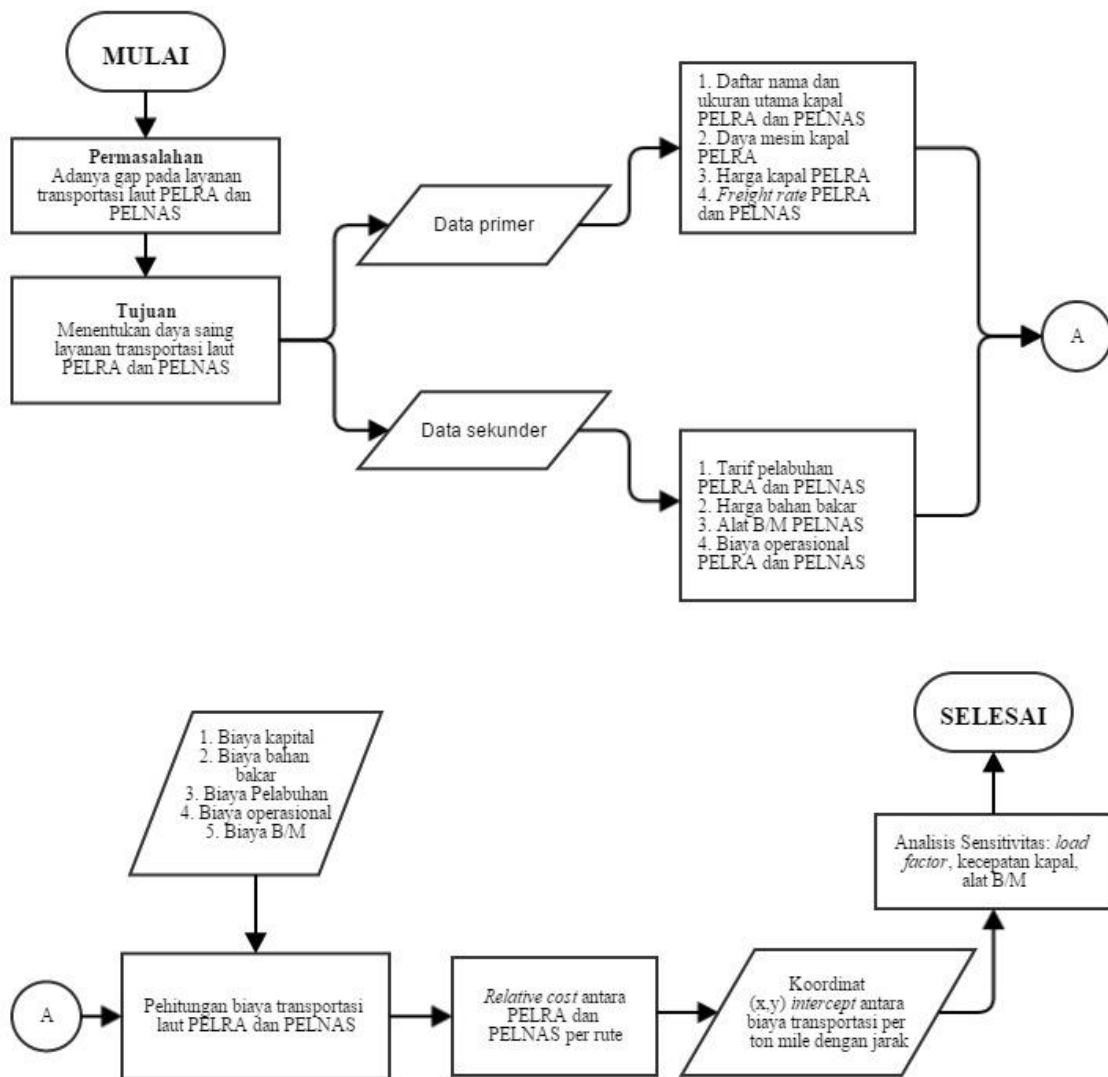 MULAI
Permasalahan
Adanya gap pada layanan
transportasi laut PELRA dan
PELNAS
Tujuan
Menentukan daya saing
layanan transportasi laut
PELRA dan PELNAS
Data primer
1. Daftar nama dan
ukuran utama kapal
PELRA dan PELNAS
2. Daya mesin kapal
PELRA
3. Harga kapal PELRA
4. Freight rate PELRA
dan PELNAS
Data sekunder
1. Tarif pelabuhan
PELRA dan PELNAS
2. Harga bahan bakar
3. Alat B/M PELNAS
4. Biaya operasional
PELRA dan PELNAS
A
1. Biaya kapital
2. Biaya bahan
bakar
3. Biaya Pelabuhan
4. Biaya operasional
5. Biaya B/M
A
Pehitungan biaya transportasi
laut PELRA dan PELNAS
Relative cost antara
PELRA dan
PELNAS per rute
Koordinat
(x,y) intercept antara
biaya transportasi per
ton mile dengan jarak
Analisis Sensitivitas: load
factor, kecepatan kapal,
alat B/M
SELESAI